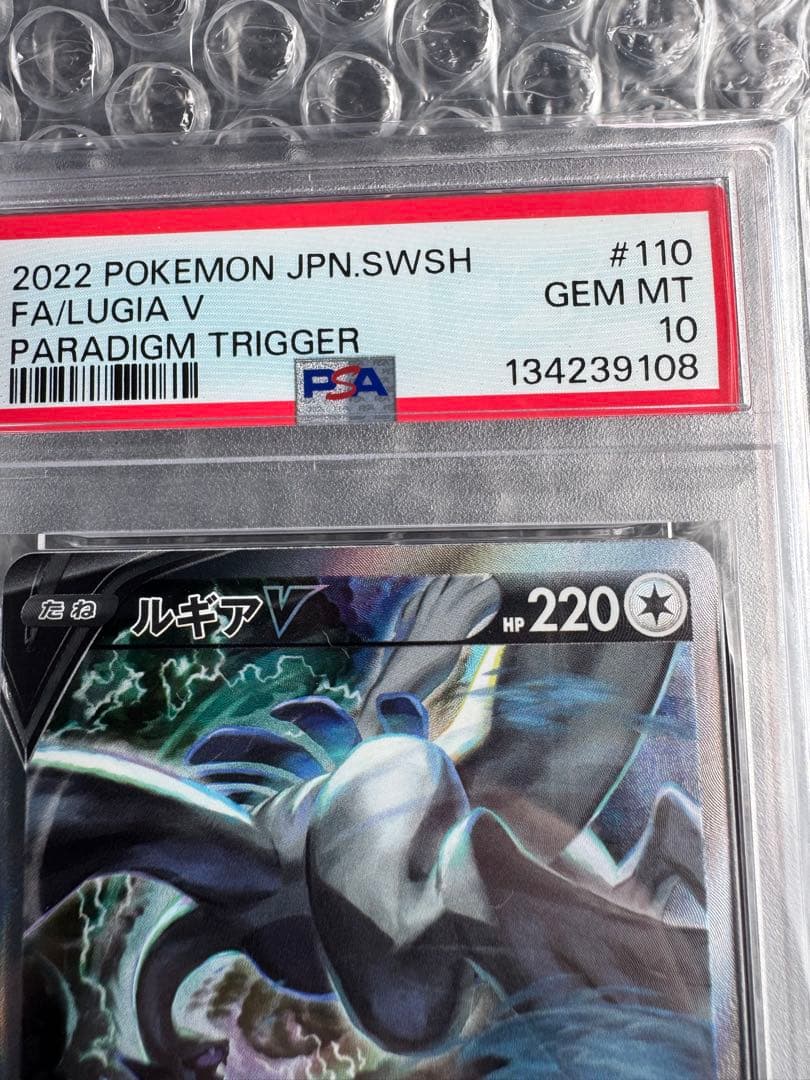 2022 POKEMON JPN.SWSH #110
FA/LUGIA V GEM MT
PARADIGM TRIGGER 10
PSA 134239108
たね ルギアV HP 220